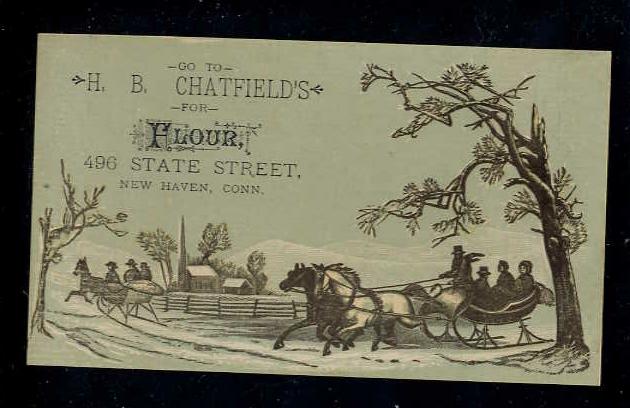 GO TO
H. B. CHATFIELD'S
FOR
FLOUR,
496 STATE STREET,
NEW HAVEN, CONN.